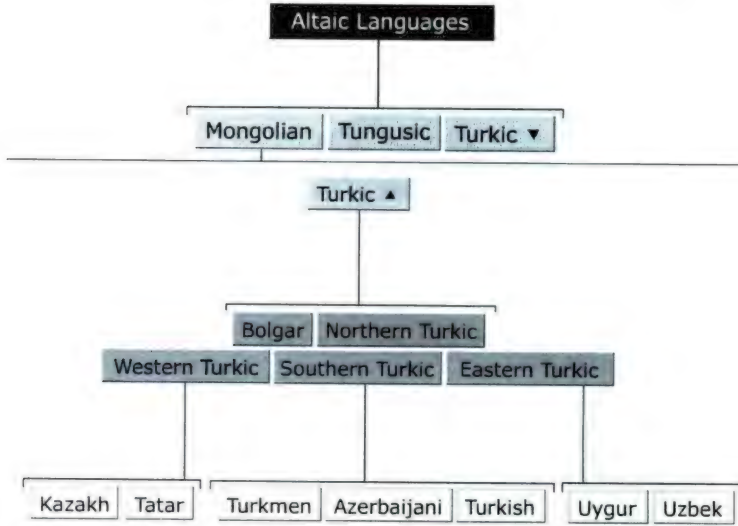 Altaic Languages
Mongolian Tungusic Turkic ▼
Turkic ▲
Bolgar Northern Turkic
Western Turkic Southern Turkic Eastern Turkic
Kazakh Tatar Turkmen Azerbaijani Turkish Uygur Uzbek